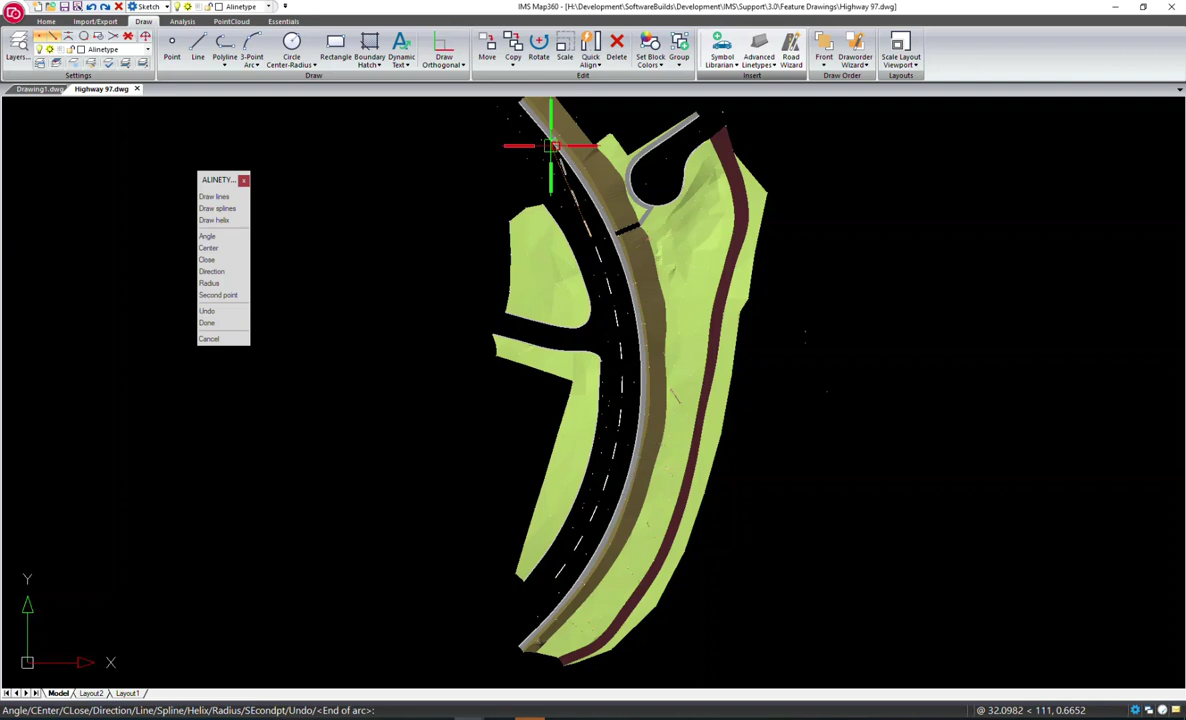 IMS Map360 - [H:\Development\SoftwareBuilds\Development\IMS\Support\3.0\Feature Drawings\Highway 97.dwg]
Sketch
Alinetype
Home Import/Export Draw Analysis PointCloud Essentials
Layers...
Alinetype
Settings
Point
Line
Polyline
3-Point Arc
Circle Center-Radius
Rectangle
Boundary Hatch
Dynamic Text
Draw
Draw Orthogonal
Move
Copy
Rotate
Scale
Quick Align
Delete
Set Block Colors
Group
Edit
Symbol Librarian
Advanced Linetypes
Road Wizard
Insert
Front
Draworder Wizard
Draw Order
Scale Layout Viewport
Layouts
Drawing1.dwg Highway 97.dwg
ALINETY...
Draw lines
Draw splines
Draw helix
Angle
Center
Close
Direction
Radius
Second point
Undo
Done
Cancel
Y
X
Model Layout2 Layout1
Angle/CEnter/CLose/Direction/Line/Spline/Helix/Radius/SEcondpt/Undo/<End of arc>:
@ 32.0982 < 111, 0.6652